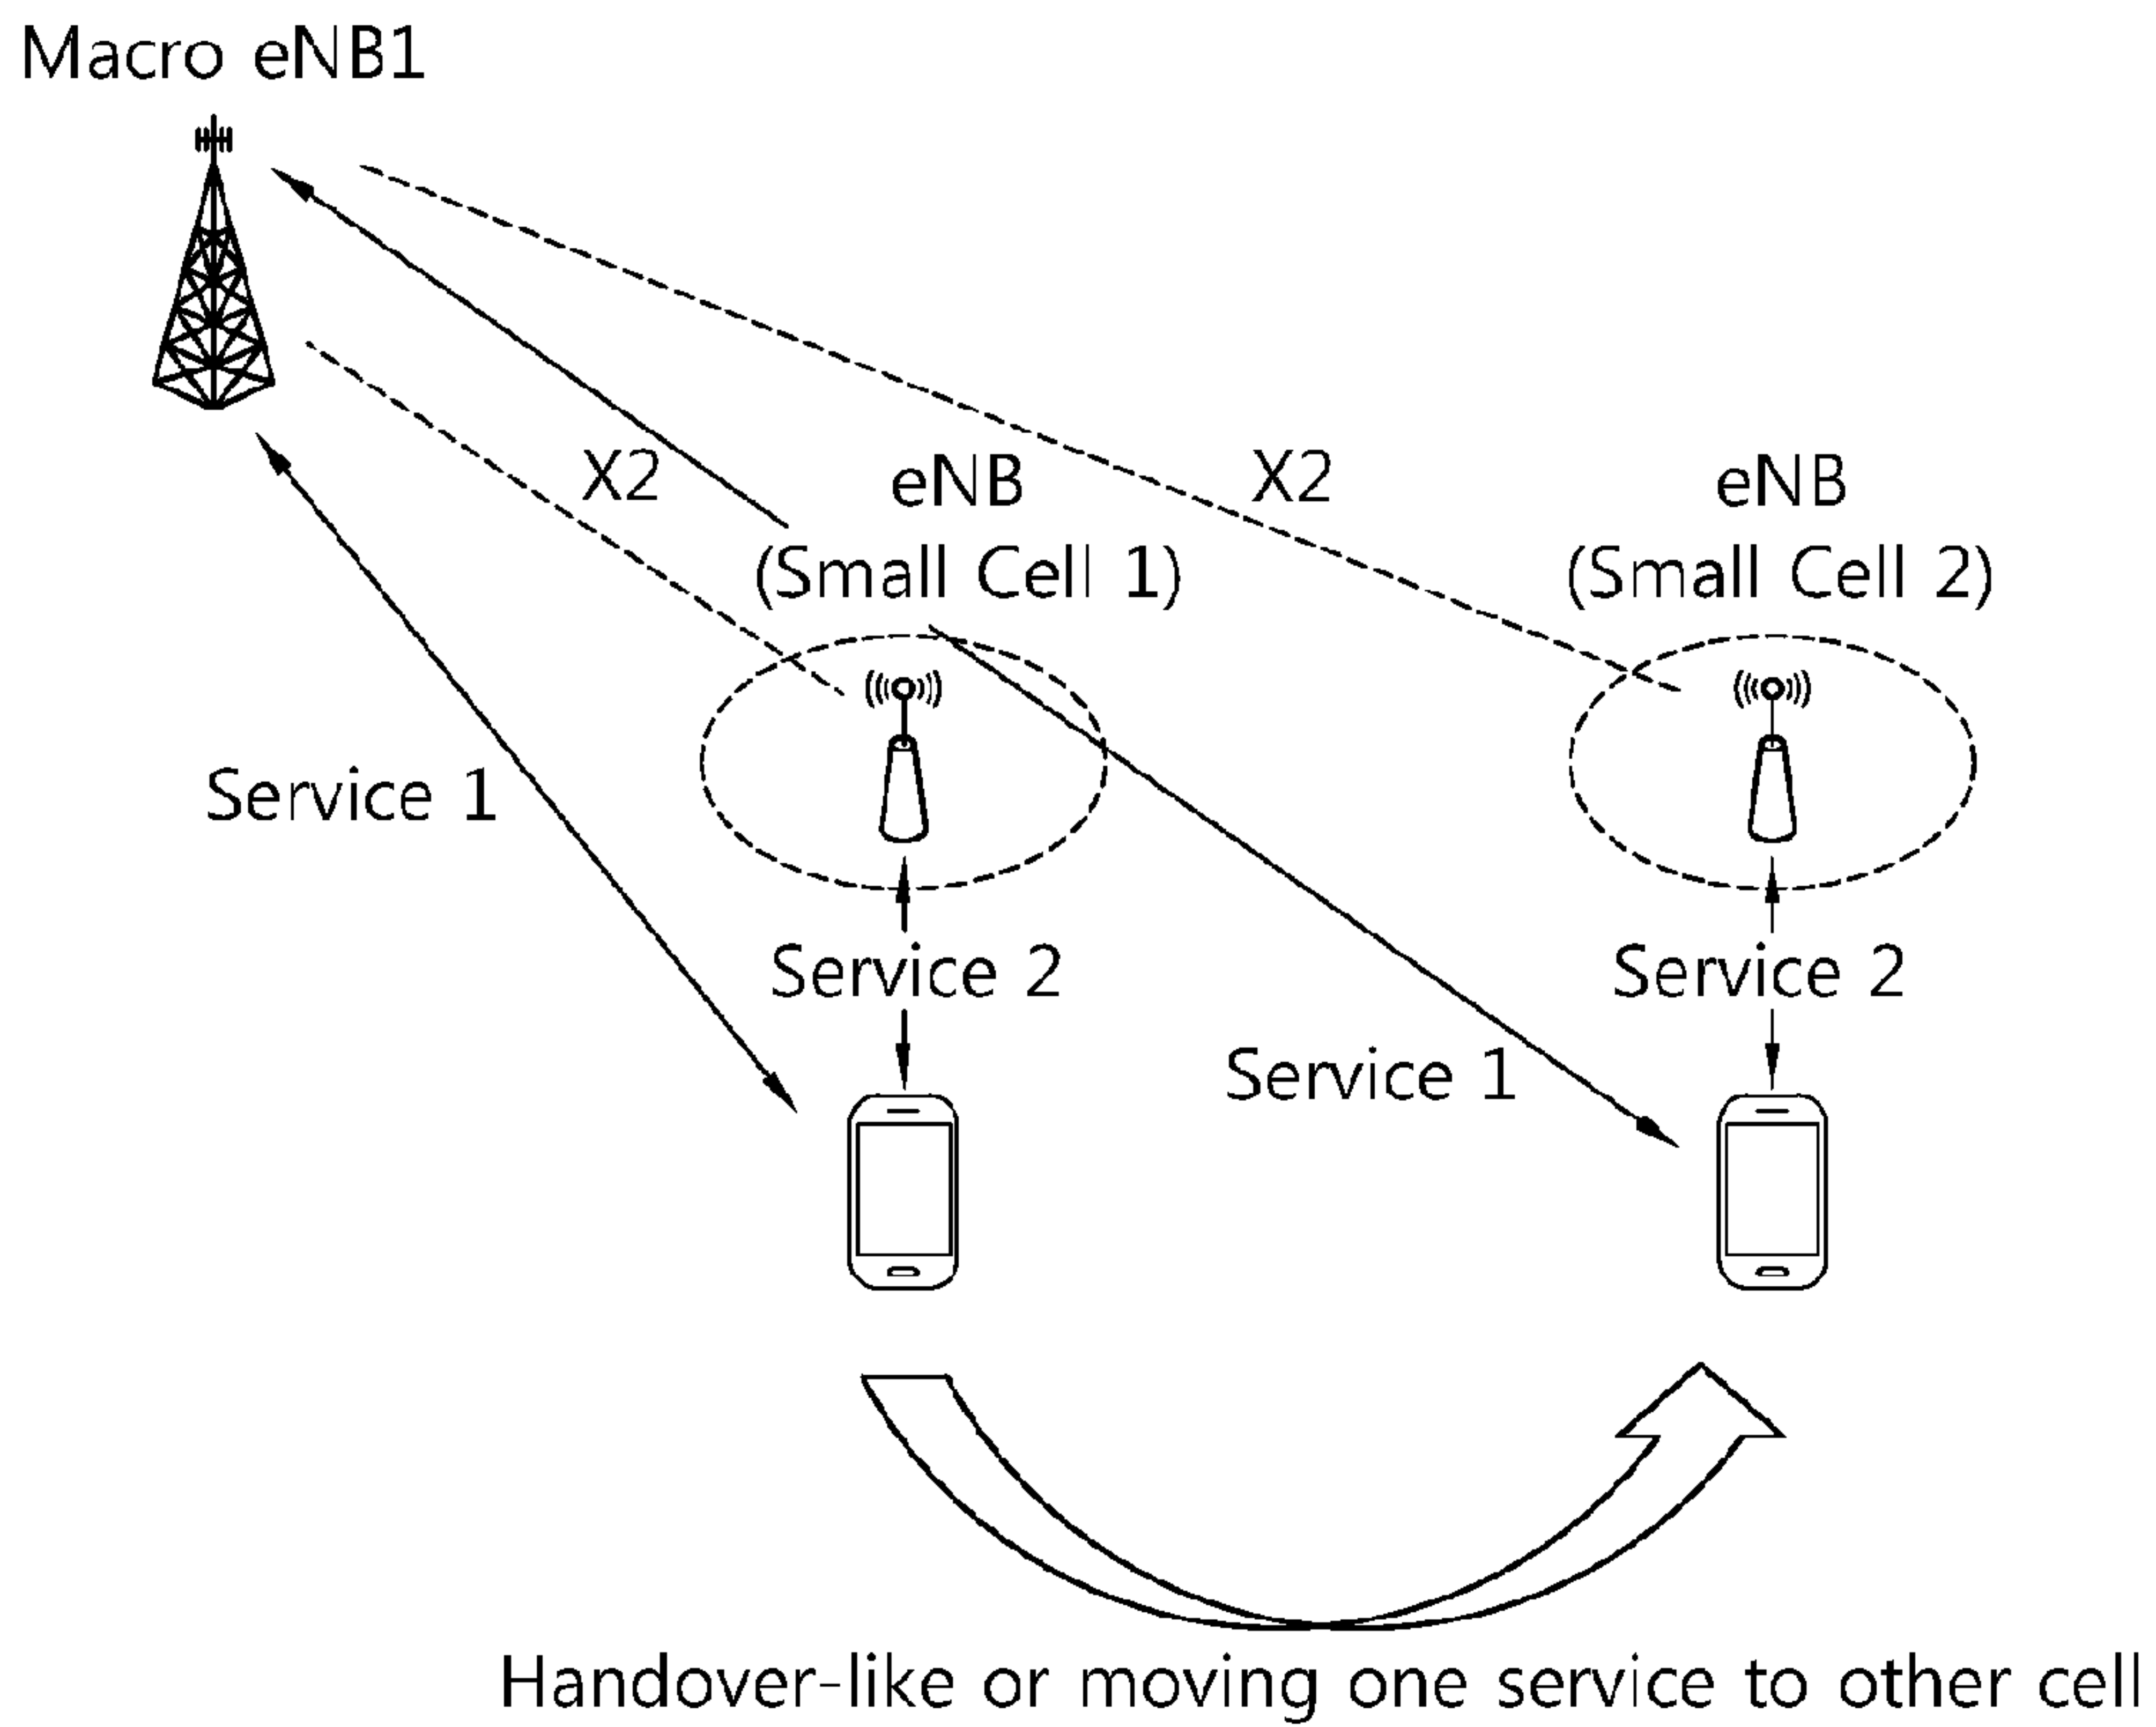 Macro eNB1
X2
eNB
(Small Cell 1)
X2
eNB
(Small Cell 2)
Service 1
Service 2
Service 1
Service 2
Handover-like or moving one service to other cell